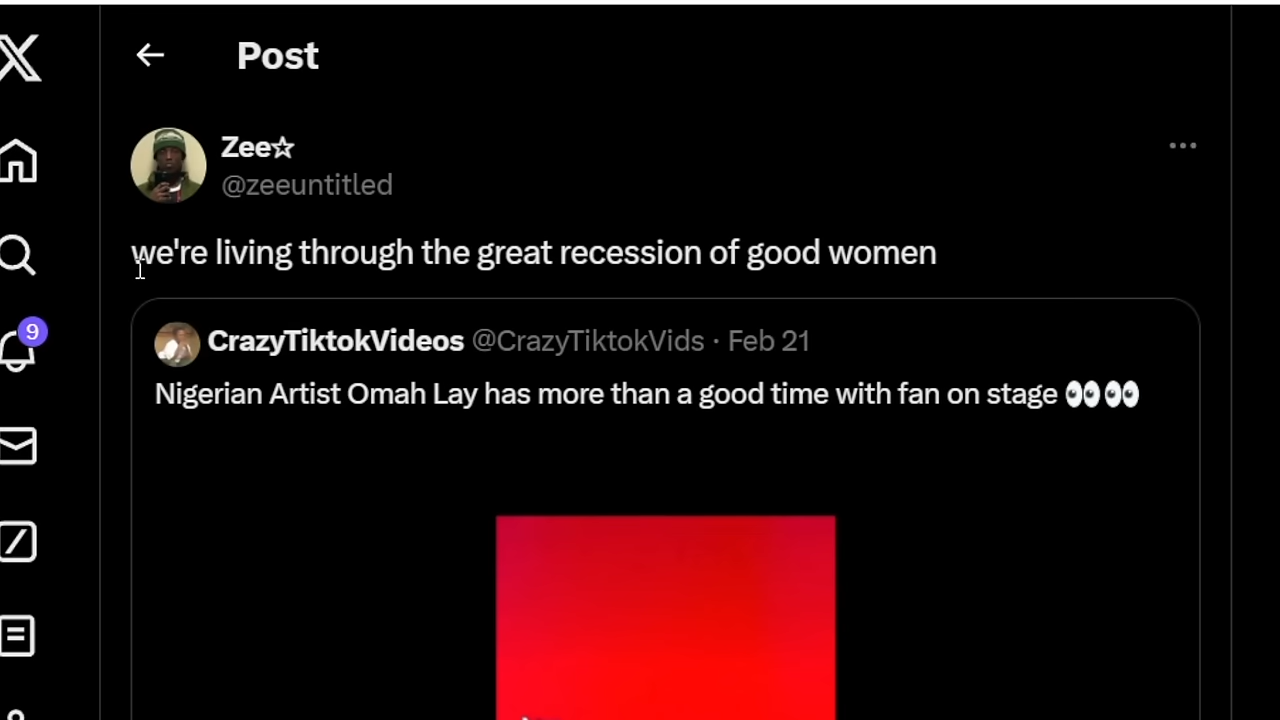 Post
Zee☆
@zeeuntitled
we're living through the great recession of good women
CrazyTiktokVideos @CrazyTiktokVids · Feb 21
Nigerian Artist Omah Lay has more than a good time with fan on stage 👀👀
9